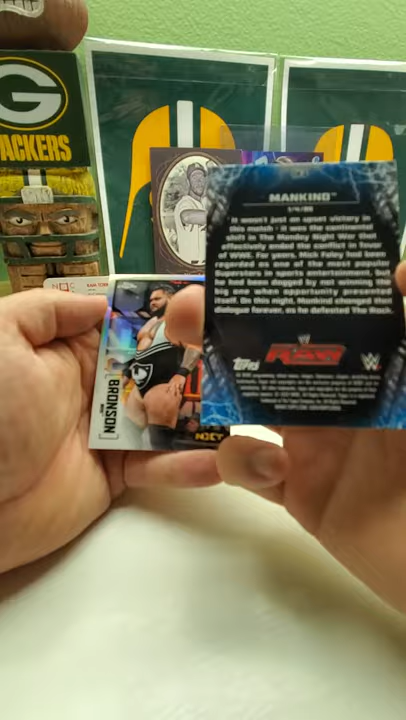 G
PACKERS
MANKIND
1/4/99
It wasn't just an upset victory in
this match - it was the continental
shift in The Monday Night War that
effectively ended the conflict in favor
of WWE. For years, Mick Foley had been
regarded as one of the most popular
Superstars in sports entertainment, but
he had been dogged by not winning the
big one when opportunity presented
itself. On this night, Mankind changed that
dialogue forever, as he defeated The Rock.
RAW
Topps
W
BRONSON
NXT